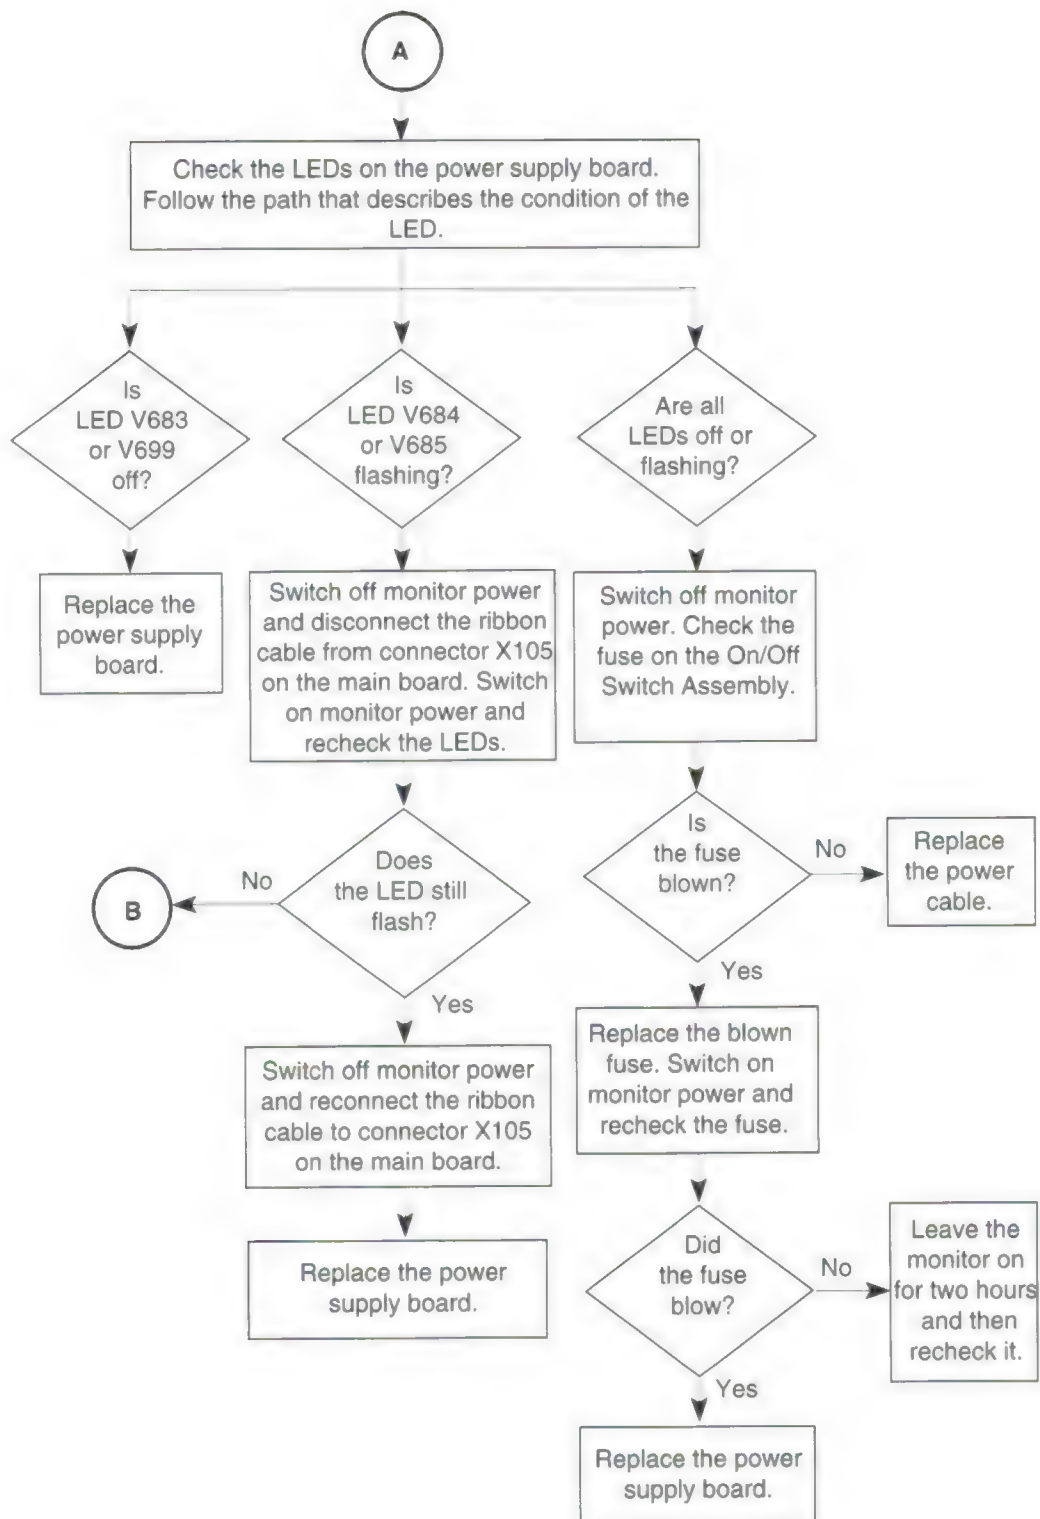 A
Check the LEDs on the power supply board.
Follow the path that describes the condition of the
LED.
Is
LED V683
or V699
off?
Is
LED V684
or V685
flashing?
Are all
LEDs off or
flashing?
Replace the
power supply
board.
Switch off monitor power
and disconnect the ribbon
cable from connector X105
on the main board. Switch
on monitor power and
recheck the LEDs.
Switch off monitor
power. Check the
fuse on the On/Off
Switch Assembly.
Does
the LED still
flash?
No
B
Yes
Is
the fuse
blown?
No
Replace
the power
cable.
Yes
Switch off monitor power
and reconnect the ribbon
cable to connector X105
on the main board.
Replace the power
supply board.
Replace the blown
fuse. Switch on
monitor power and
recheck the fuse.
Did
the fuse
blow?
No
Leave the
monitor on
for two hours
and then
recheck it.
Yes
Replace the power
supply board.